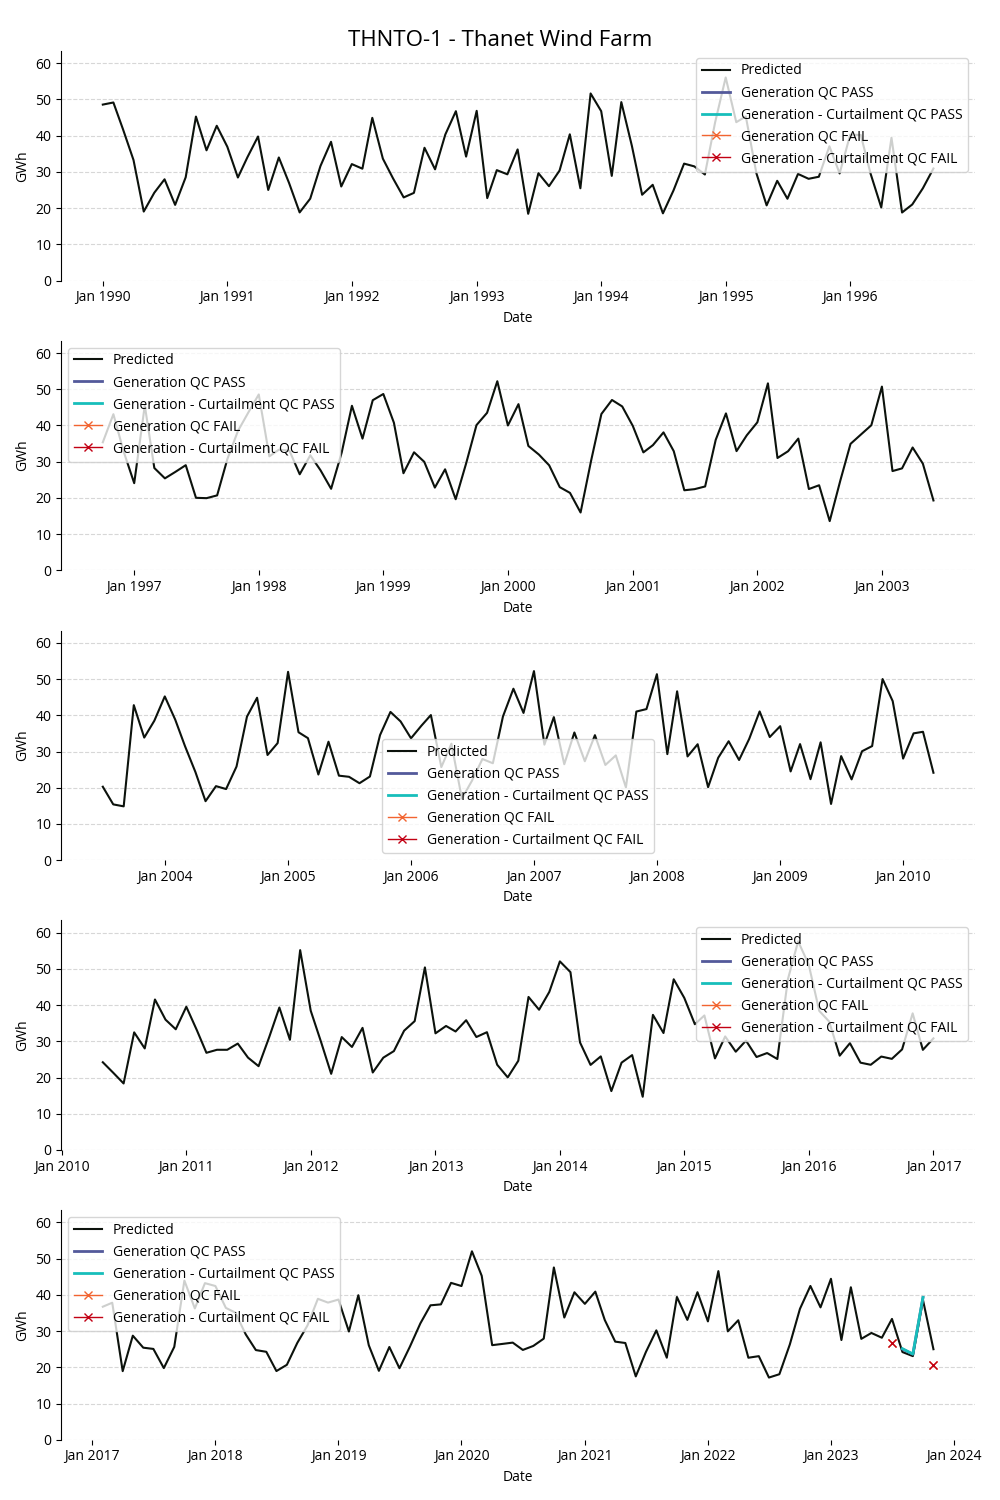 THNTO-1 - Thanet Wind Farm
60
50
40
30
20
10
0
GWh
Predicted
Generation QC PASS
Generation - Curtailment QC PASS
Generation QC FAIL
Generation - Curtailment QC FAIL
Jan 1990 Jan 1991 Jan 1992 Jan 1993 Jan 1994 Jan 1995 Jan 1996
Date
60
50
40
30
20
10
0
GWh
Predicted
Generation QC PASS
Generation - Curtailment QC PASS
Generation QC FAIL
Generation - Curtailment QC FAIL
Jan 1997 Jan 1998 Jan 1999 Jan 2000 Jan 2001 Jan 2002 Jan 2003
Date
60
50
40
30
20
10
0
GWh
Predicted
Generation QC PASS
Generation - Curtailment QC PASS
Generation QC FAIL
Generation - Curtailment QC FAIL
Jan 2004 Jan 2005 Jan 2006 Jan 2007 Jan 2008 Jan 2009 Jan 2010
Date
60
50
40
30
20
10
0
GWh
Predicted
Generation QC PASS
Generation - Curtailment QC PASS
Generation QC FAIL
Generation - Curtailment QC FAIL
Jan 2010 Jan 2011 Jan 2012 Jan 2013 Jan 2014 Jan 2015 Jan 2016 Jan 2017
Date
60
50
40
30
20
10
0
GWh
Predicted
Generation QC PASS
Generation - Curtailment QC PASS
Generation QC FAIL
Generation - Curtailment QC FAIL
Jan 2017 Jan 2018 Jan 2019 Jan 2020 Jan 2021 Jan 2022 Jan 2023 Jan 2024
Date